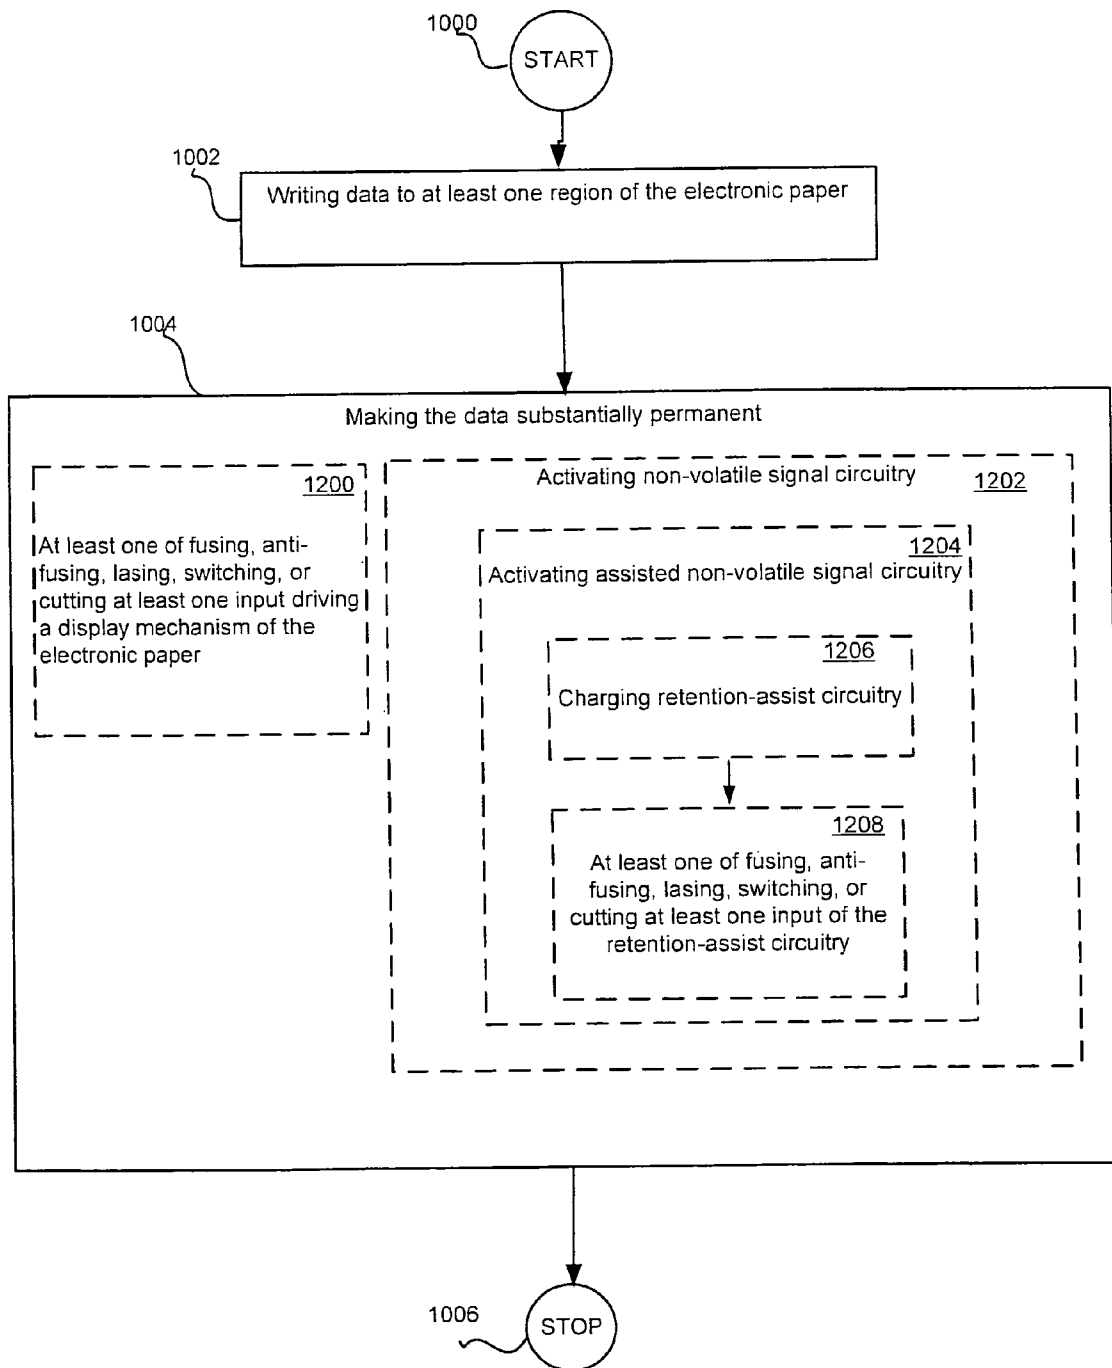 1000
START
1002
Writing data to at least one region of the electronic paper
1004
Making the data substantially permanent
1200
At least one of fusing, anti-
fusing, lasing, switching, or
cutting at least one input driving
a display mechanism of the
electronic paper
Activating non-volatile signal circuitry
1202
1204
Activating assisted non-volatile signal circuitry
1206
Charging retention-assist circuitry
1208
At least one of fusing, anti-
fusing, lasing, switching, or
cutting at least one input of the
retention-assist circuitry
1006
STOP